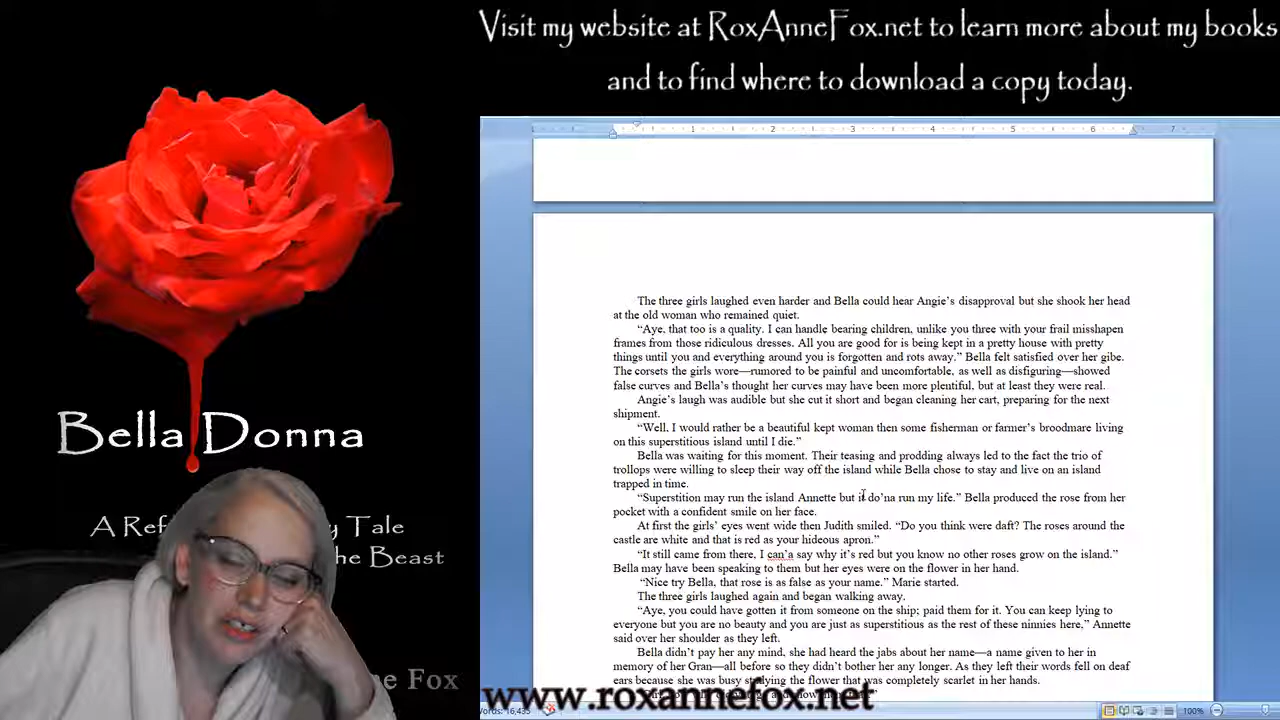 Visit my website at RoxAnneFox.net to learn more about my books
and to find where to download a copy today.
1 1 2 3 4 5 6 7
The three girls laughed even harder and Bella could hear Angie's disapproval but she shook her head
at the old woman who remained quiet.
“Aye, that too is a quality. I can handle bearing children, unlike you three with your frail misshapen
frames from those ridiculous dresses. All you are good for is being kept in a pretty house with pretty
things until you and everything around you is forgotten and rots away.” Bella felt satisfied over her gibe.
The corsets the girls wore—rumored to be painful and uncomfortable, as well as disfiguring—showed
false curves and Bella's thought her curves may have been more plentiful, but at least they were real.
Angie's laugh was audible but she cut it short and began cleaning her cart, preparing for the next
shipment.
“Well, I would rather be a beautiful kept woman then some fisherman or farmer's broodmare living
on this superstitious island until I die.”
Bella was waiting for this moment. Their teasing and prodding always led to the fact the trio of
trollops were willing to sleep their way off the island while Bella chose to stay and live on an island
trapped in time.
“Superstition may run the island Annette but it do'na run my life.” Bella produced the rose from her
pocket with a confident smile on her face.
At first the girls' eyes went wide then Judith smiled. “Do you think were daft? The roses around the
castle are white and that is red as your hideous apron.”
“It still came from there, I can'a say why it's red but you know no other roses grow on the island.”
Bella may have been speaking to them but her eyes were on the flower in her hand.
“Nice try Bella, that rose is as false as your name.” Marie started.
The three girls laughed again and began walking away.
“Aye, you could have gotten it from someone on the ship; paid them for it. You can keep lying to
everyone but you are no beauty and you are just as superstitious as the rest of these ninnies here,” Annette
said over her shoulder as they left.
Bella didn't pay her any mind, she had heard the jabs about her name—a name given to her in
memory of her Gran—all before so they didn't bother her any longer. As they left their words fell on deaf
ears because she was busy studying the flower that was completely scarlet in her hands.
Bella Donna
A Ref y Tale
he Beast
ne Fox
www.roxannefox.net
Words: 16,435
100%